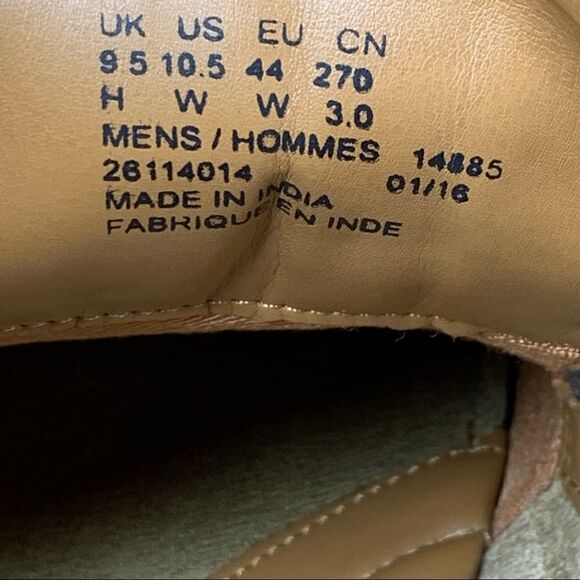 UK US EU CN
9 5 10.5 44 270
H W W 3.0
MENS / HOMMES 14885
26114014 01/16
MADE IN INDIA
FABRIQUE EN INDE